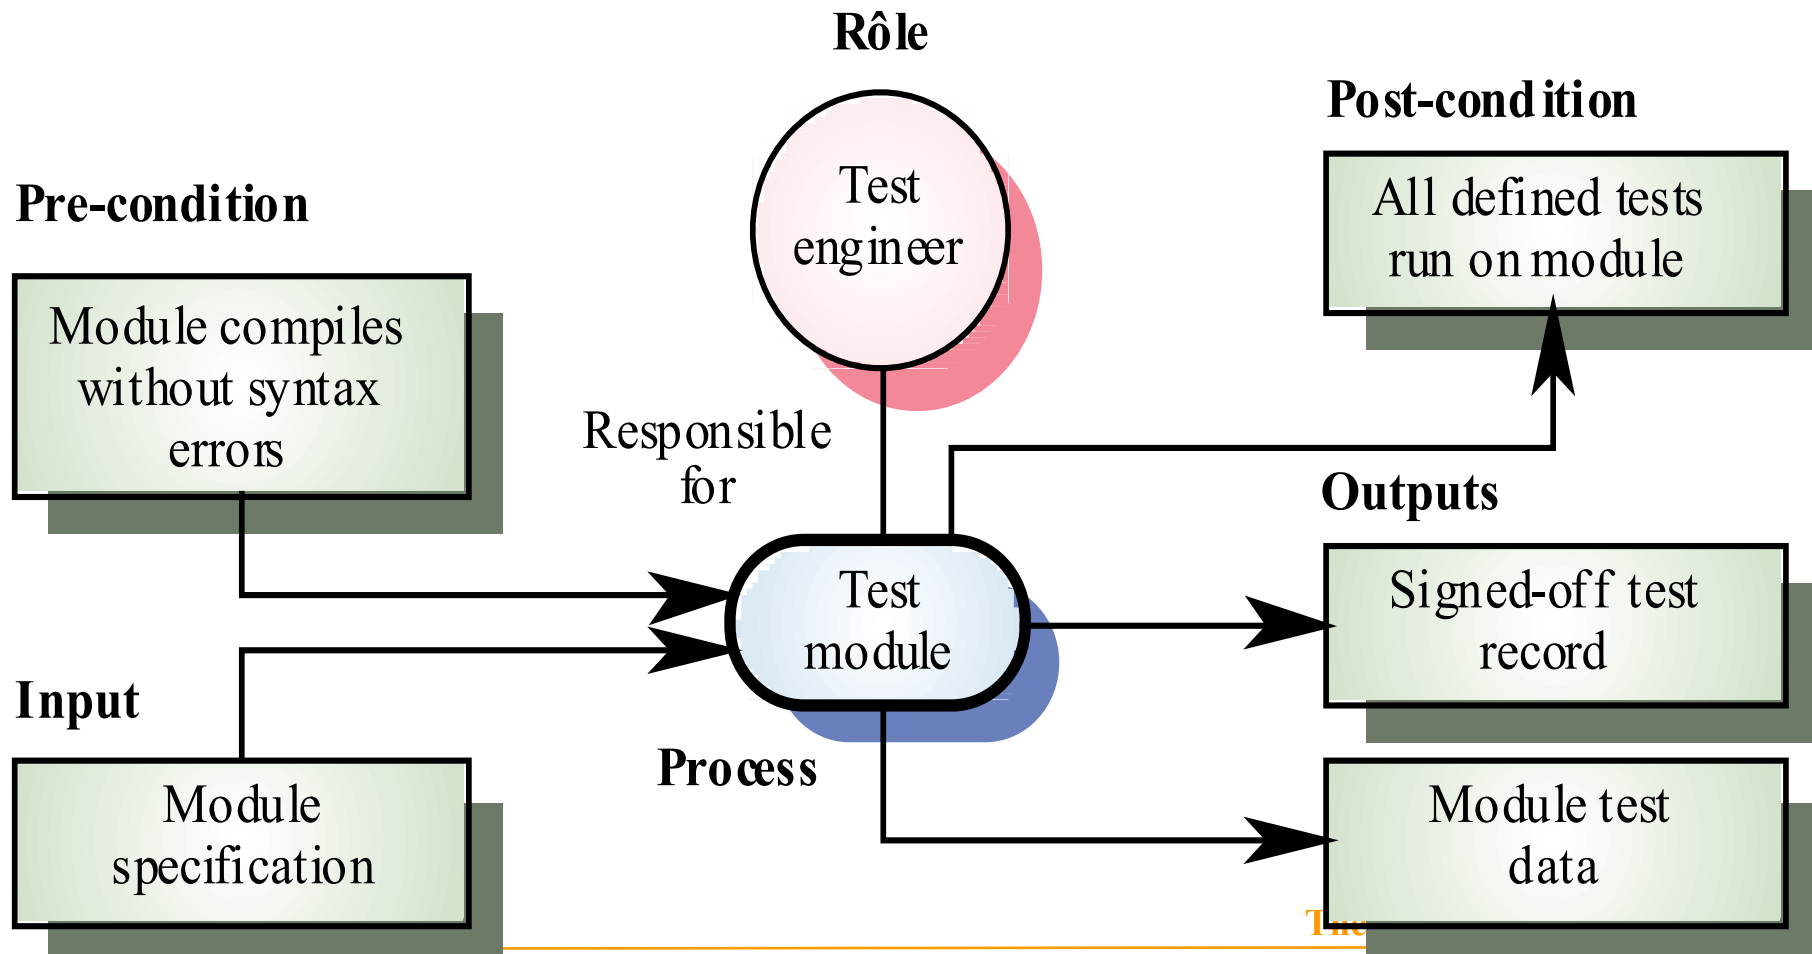 Rôle
Test
engineer
Post-condition
All defined tests
run on module
Pre-condition
Module compiles
without syntax
errors
Responsible
for
Outputs
Signed-off test
record
Test
module
Input
Module
specification
Process
Module test
data